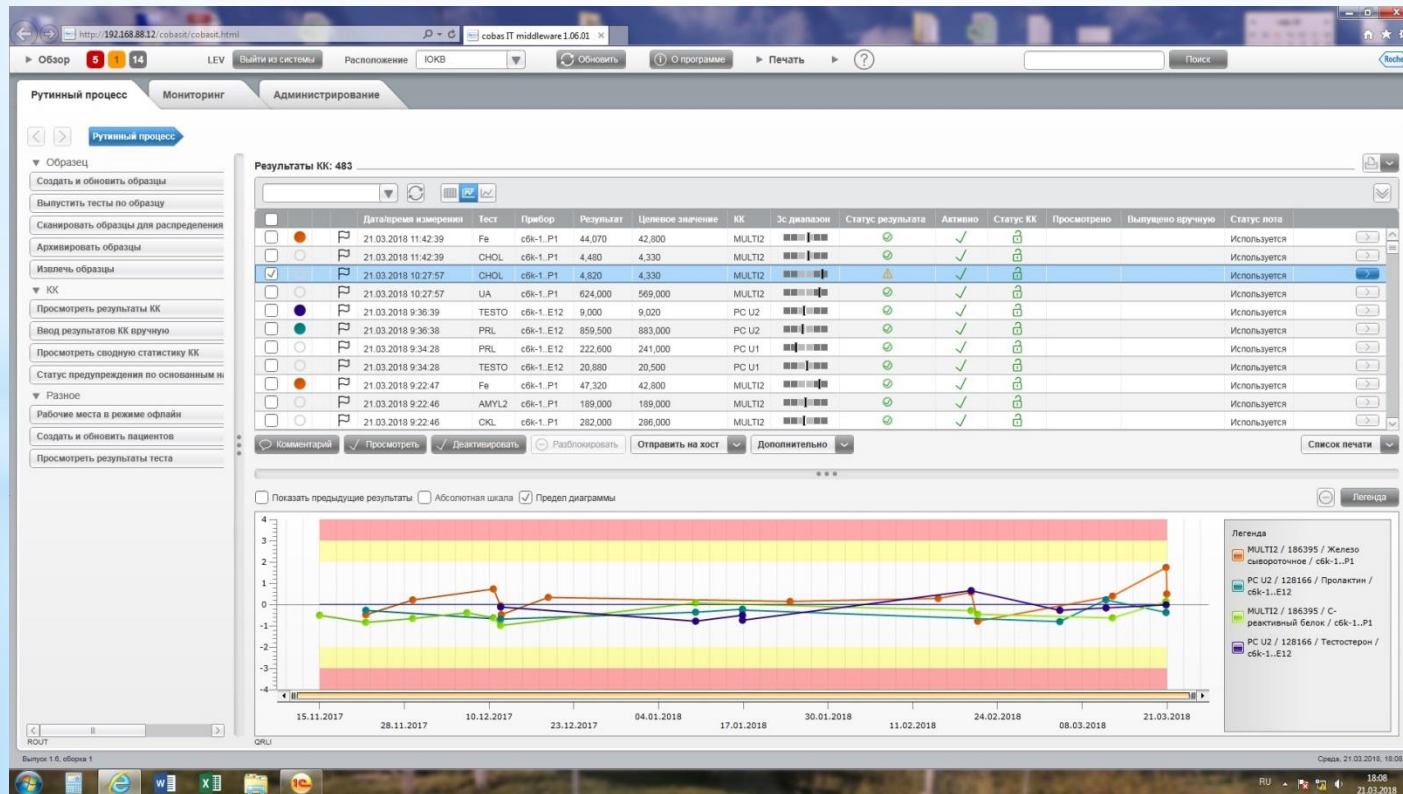 http://192.168.88.12/cobasit/cobasit.html
cobas IT middleware 1.06.01
Обзор 5 1 14 LEV Выйти из системы Расположение IOKB Обновить О программе Печать ? Поиск Roche
Рутинный процесс Мониторинг Администрирование
Рутинный процесс
Образец
Создать и обновить образцы
Выпустить тесты по образцу
Сканировать образцы для распределения
Архивировать образцы
Извлечь образцы
КК
Просмотреть результаты КК
Ввод результатов КК вручную
Просмотреть сводную статистику КК
Статус предупреждения по основанным на
Разное
Рабочие места в режиме офлайн
Создать и обновить пациентов
Просмотреть результаты теста
ROUT
Результаты КК: 483
Дата/время измерения Тест Прибор Результат Целевое значение КК 3с диапазон Статус результата Активно Статус КК Просмотрено Выпущено вручную Статус лота
21.03.2018 11:42:39 Fe c6k-1..P1 44,070 42,800 MULTI2 Используется
21.03.2018 11:42:39 CHOL c6k-1..P1 4,480 4,330 MULTI2 Используется
21.03.2018 10:27:57 CHOL c6k-1..P1 4,820 4,330 MULTI2 Используется
21.03.2018 10:27:57 UA c6k-1..P1 624,000 569,000 MULTI2 Используется
21.03.2018 9:36:39 TESTO c6k-1..E12 9,000 9,020 PC U2 Используется
21.03.2018 9:36:38 PRL c6k-1..E12 859,500 883,000 PC U2 Используется
21.03.2018 9:34:28 PRL c6k-1..E12 222,600 241,000 PC U1 Используется
21.03.2018 9:34:28 TESTO c6k-1..E12 20,880 20,500 PC U1 Используется
21.03.2018 9:22:47 Fe c6k-1..P1 47,320 42,800 MULTI2 Используется
21.03.2018 9:22:46 AMYL2 c6k-1..P1 189,000 189,000 MULTI2 Используется
21.03.2018 9:22:46 CKL c6k-1..P1 282,000 286,000 MULTI2 Используется
Комментарий Просмотреть Деактивировать Разблокировать Отправить на хост Дополнительно Список печати
Показать предыдущие результаты Абсолютная шкала Предел диаграммы Легенда
4
3
2
1
0
-1
-2
-3
-4
15.11.2017 28.11.2017 10.12.2017 23.12.2017 04.01.2018 17.01.2018 30.01.2018 11.02.2018 24.02.2018 08.03.2018 21.03.2018
Легенда
MULTI2 / 186395 / Железо
сывороточное / c6k-1..P1
PC U2 / 128166 / Пролактин /
c6k-1..E12
MULTI2 / 186395 / С-
реактивный белок / c6k-1..P1
PC U2 / 128166 / Тестостерон /
c6k-1..E12
QRLI
Выпуск 1.6, сборка 1
Среда, 21.03.2018, 18:08
RU
18:08
21.03.2018